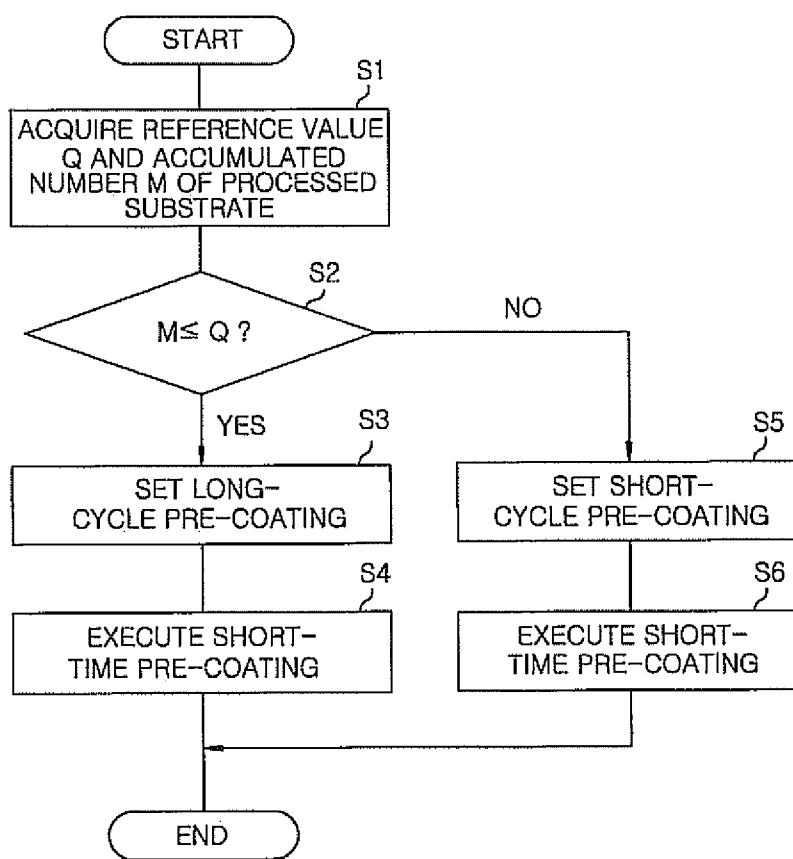 START
S1
ACQUIRE REFERENCE VALUE
Q AND ACCUMULATED
NUMBER M OF PROCESSED
SUBSTRATE
S2
M≤ Q ?
NO
YES
S3
SET LONG-
CYCLE PRE-COATING
S5
SET SHORT-
CYCLE PRE-COATING
S4
EXECUTE SHORT-
TIME PRE-COATING
S6
EXECUTE SHORT-
TIME PRE-COATING
END